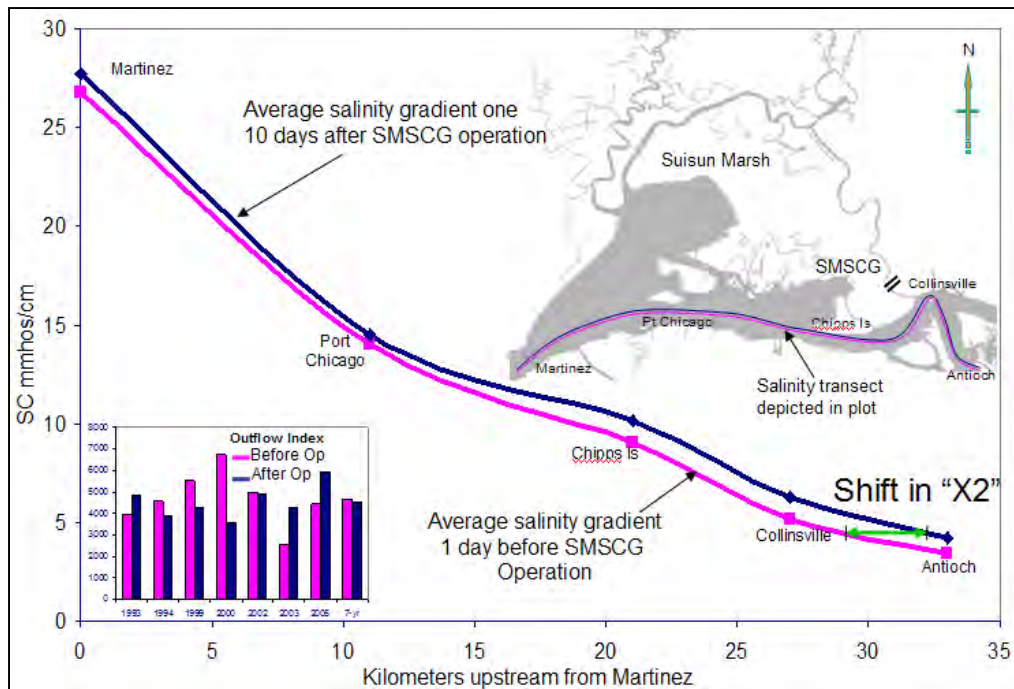 30
25
20
15
10
5
0
SC mmhos/cm
0 5 10 15 20 25 30 35
Kilometers upstream from Martinez
Martinez
Average salinity gradient one
10 days after SMSCG operation
Port
Chicago
Chipps Is
Average salinity gradient
1 day before SMSCG
Operation
Collinsville
Antioch
Shift in “X2”
N
Suisun Marsh
SMSCG
Collinsville
Chipps Is
Pt Chicago
Martinez
Antioch
Salinity transect
depicted in plot
Outflow Index
Before Op
After Op
8000
7000
6000
5000
4000
3000
2000
1000
0
1993 1994 1999 2000 2002 2003 7-yr